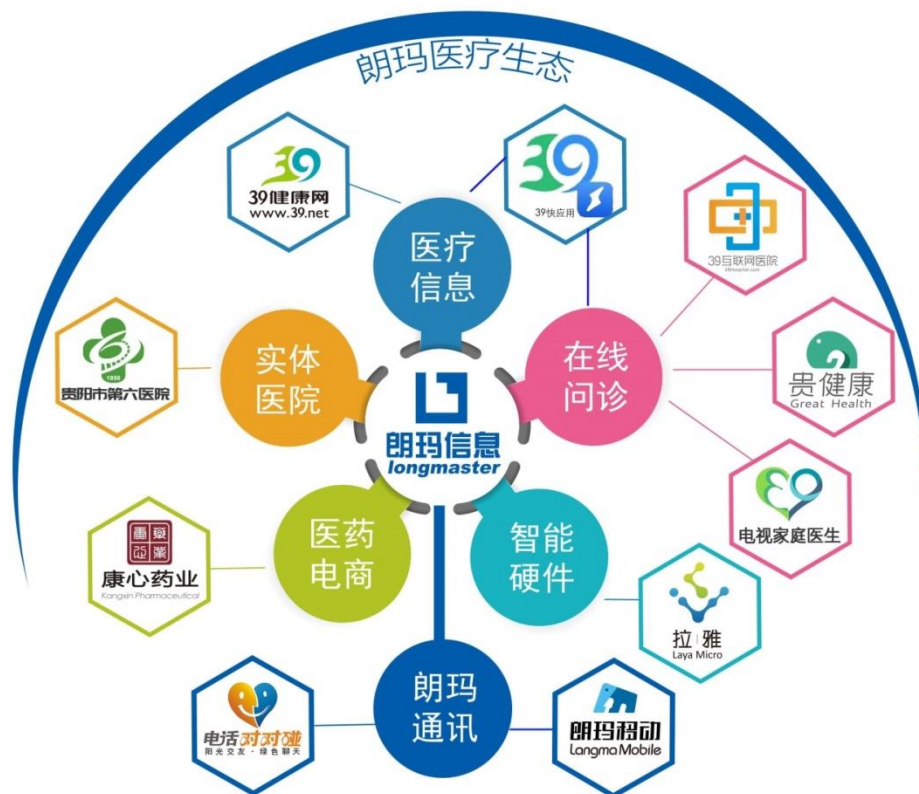 朗玛医疗生态
39健康网
www.39.net
39快应用
医疗
信息
39互联网医院
39Hospital.com
实体
医院
在线
问诊
1958
贵阳市第六医院
贵健康
Great Health
朗玛信息
longmaster
电视家庭医生
医药
电商
智能
硬件
康心药业
Kangxin Pharmaceutical
拉雅
Laya Micro
朗玛
通讯
电话对对碰
阳光交友·绿色聊天
朗玛移动
LangmaMobile